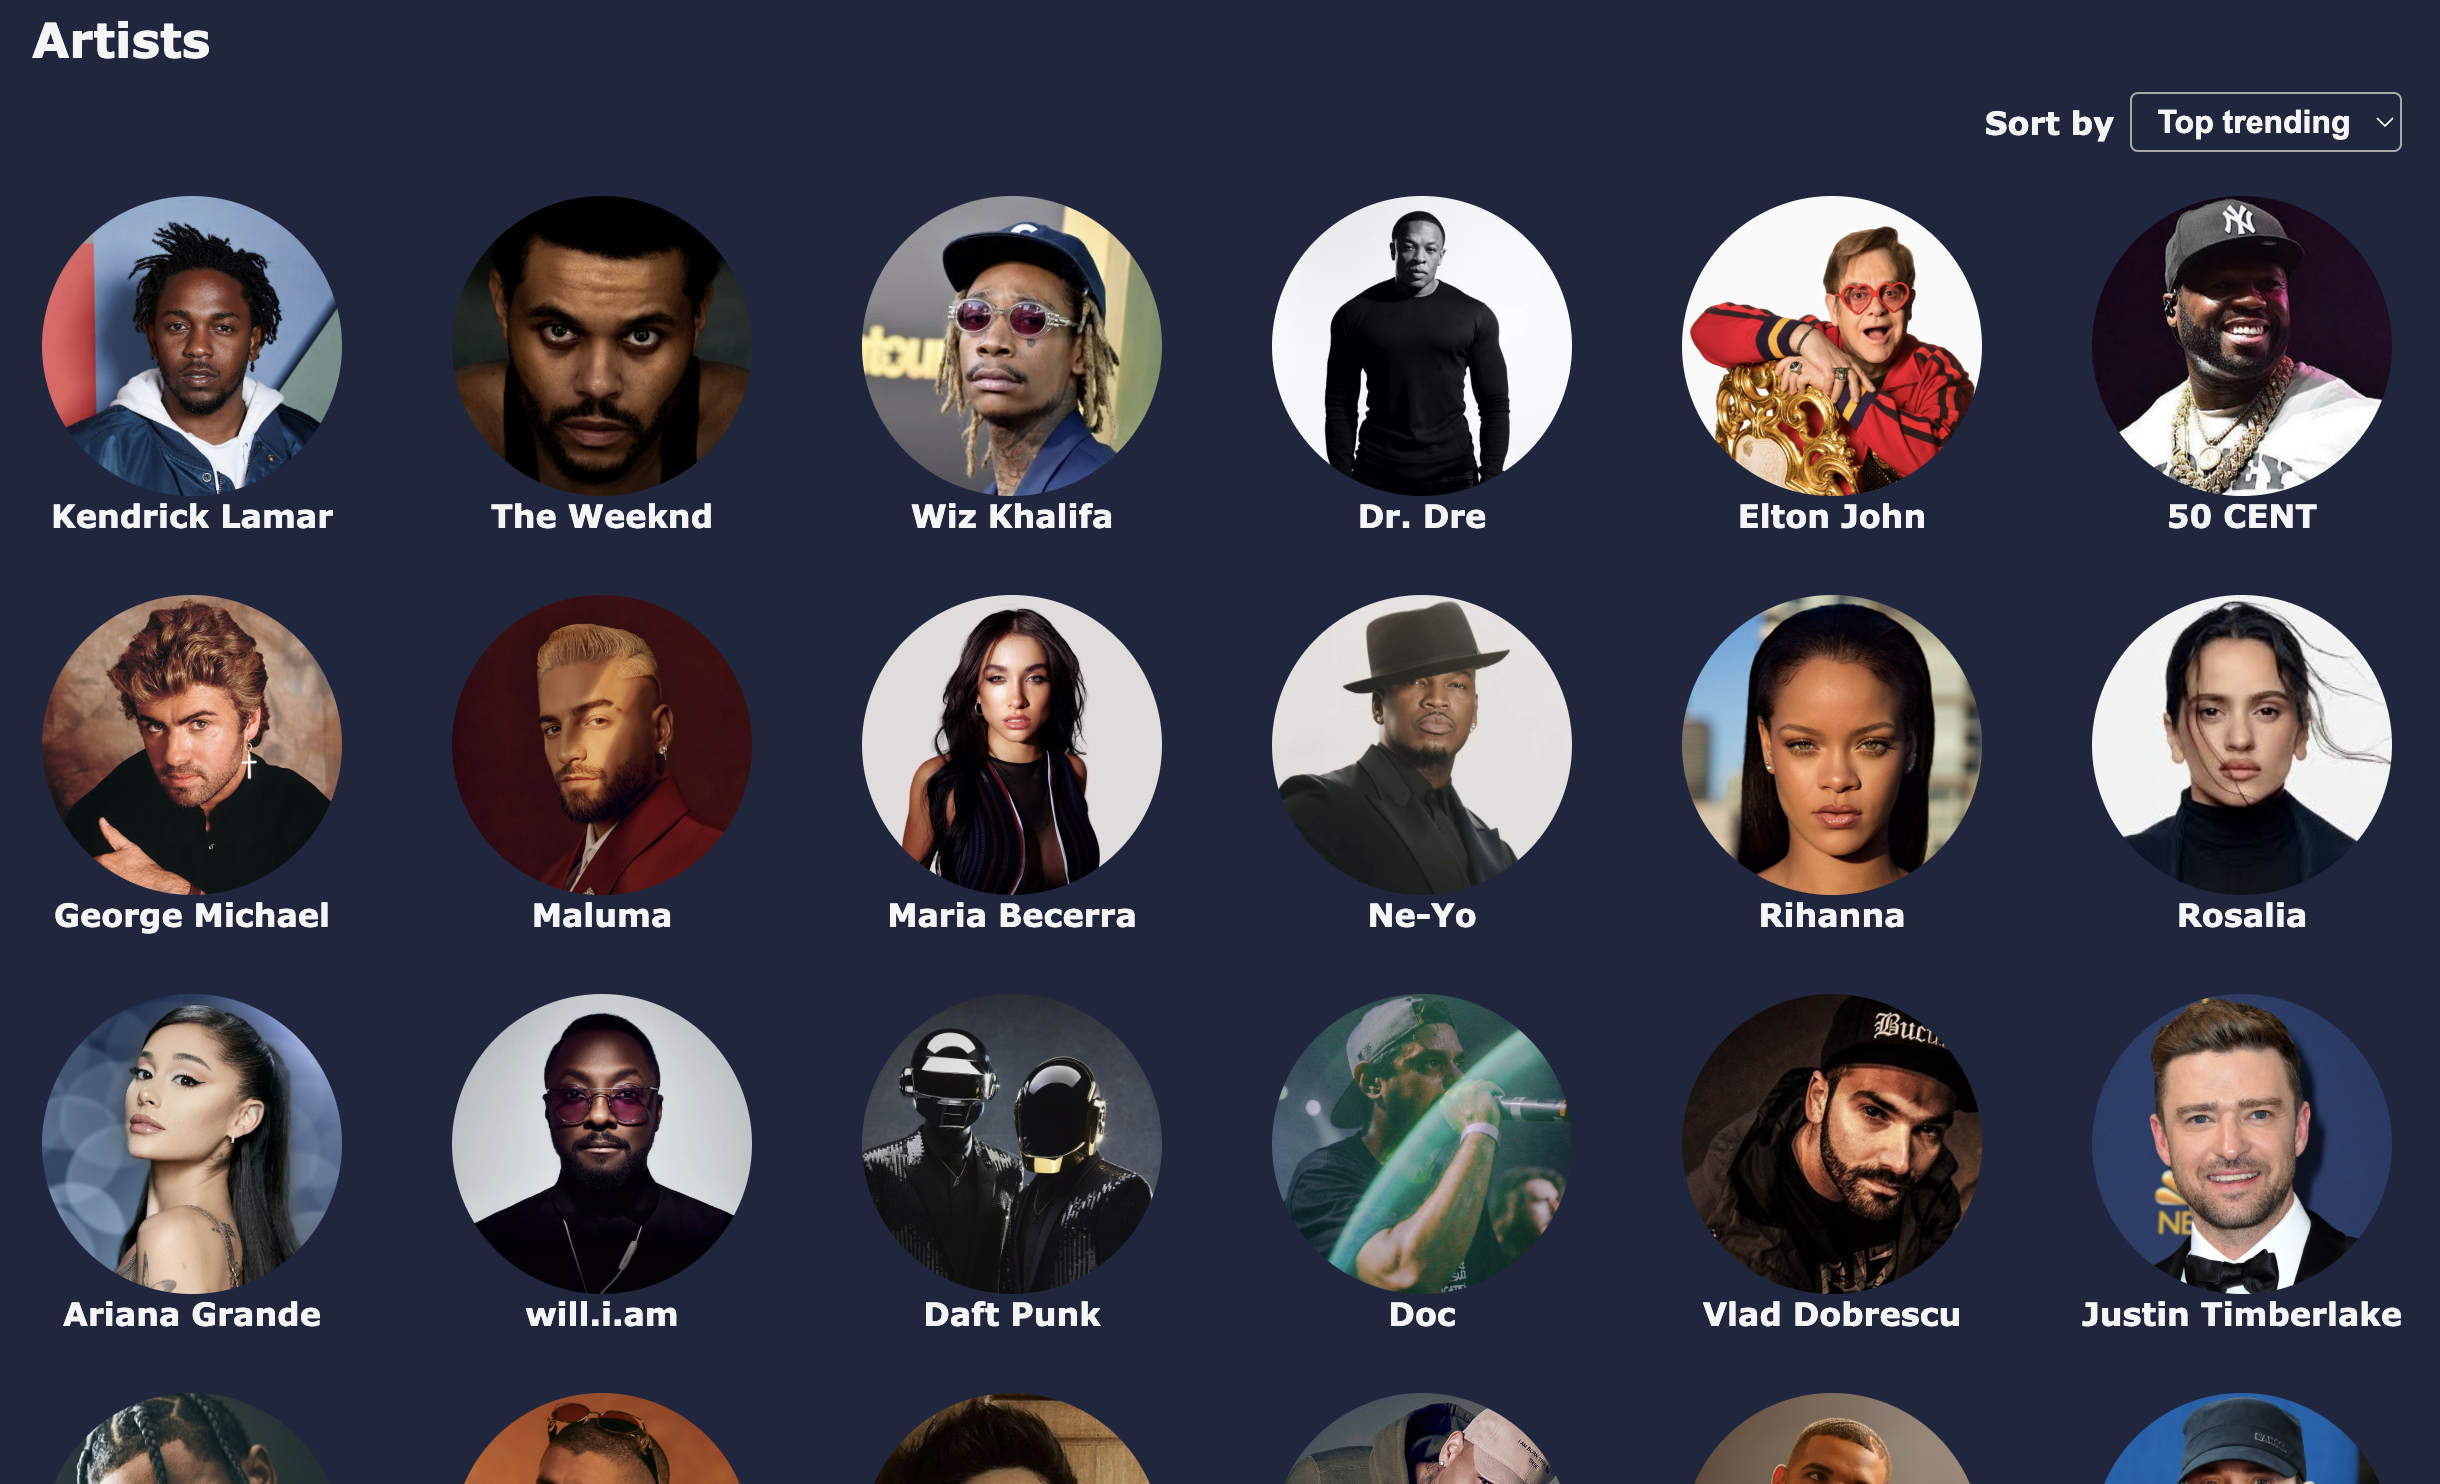 Artists
Sort by Top trending
Kendrick Lamar The Weeknd Wiz Khalifa Dr. Dre Elton John 50 CENT
George Michael Maluma Maria Becerra Ne-Yo Rihanna Rosalia
NE
Ariana Grande will.i.am Daft Punk Doc Vlad Dobrescu Justin Timberlake